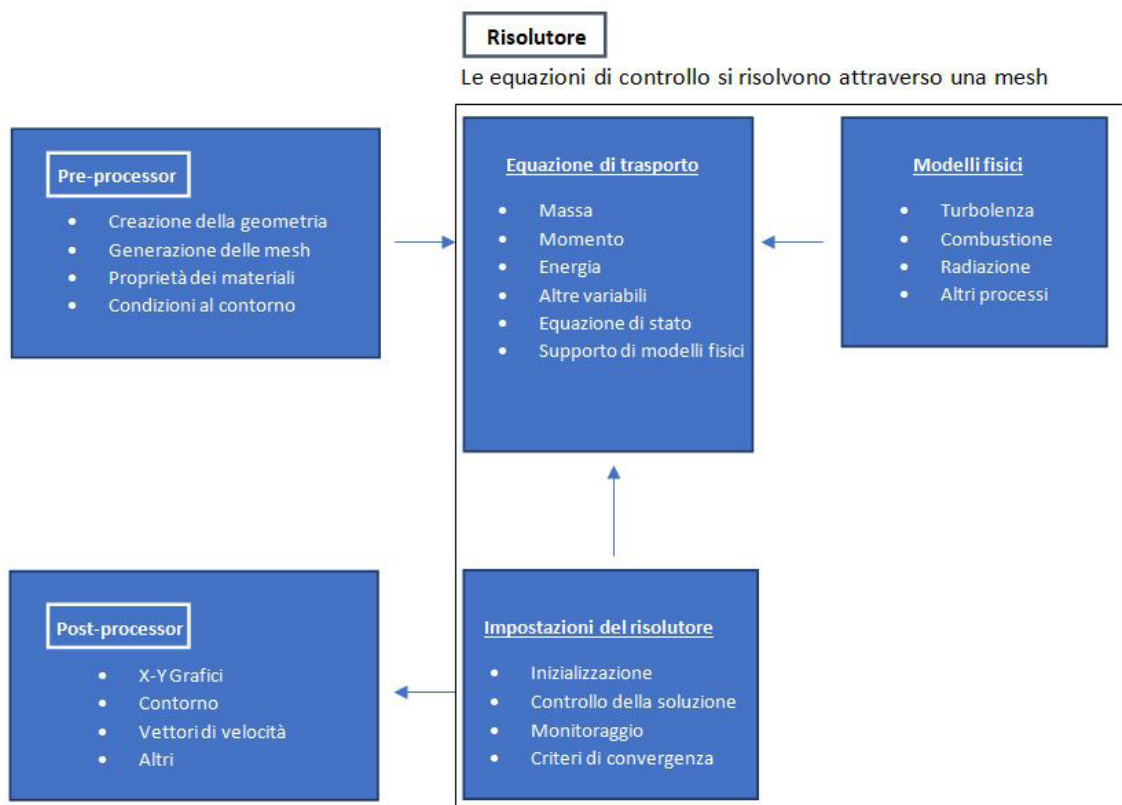 Risolutore
Le equazioni di controllo si risolvono attraverso una mesh
Pre-processor
• Creazione della geometria
• Generazione delle mesh
• Proprietà dei materiali
• Condizioni al contorno
Equazione di trasporto
• Massa
• Momento
• Energia
• Altre variabili
• Equazione di stato
• Supporto di modelli fisici
Modelli fisici
• Turbolenza
• Combustione
• Radiazione
• Altri processi
Post-processor
• X-Y Grafici
• Contorno
• Vettori di velocità
• Altri
Impostazioni del risolutore
• Inizializzazione
• Controllo della soluzione
• Monitoraggio
• Criteri di convergenza